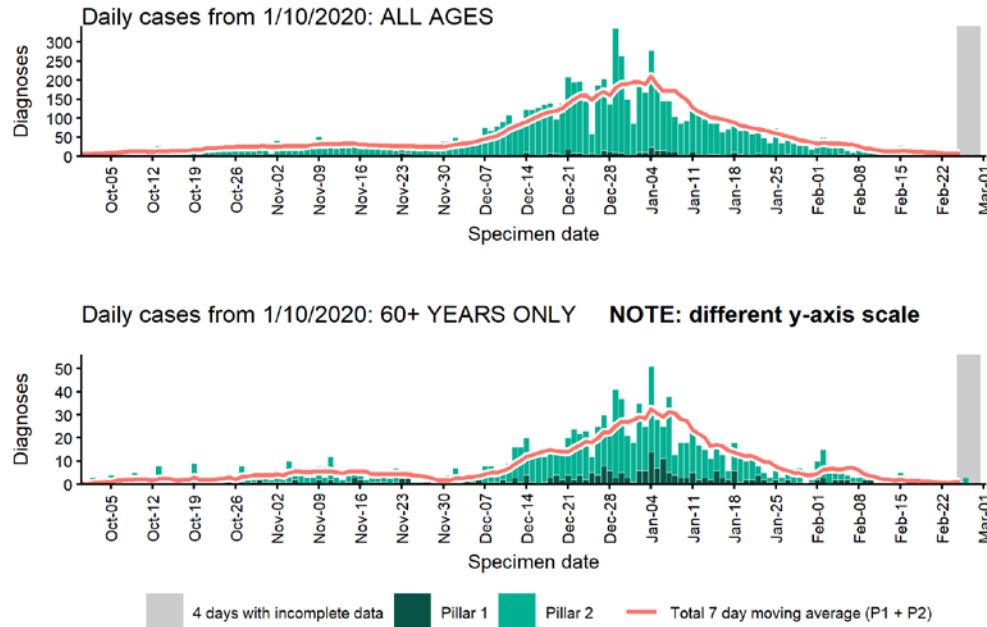 Daily cases from 1/10/2020: ALL AGES
Diagnoses
300
250
200
150
100
50
0
Oct-05 Oct-12 Oct-19 Oct-26 Nov-02 Nov-09 Nov-16 Nov-23 Nov-30 Dec-07 Dec-14 Dec-21 Dec-28 Jan-04 Jan-11 Jan-18 Jan-25 Feb-01 Feb-08 Feb-15 Feb-22 Mar-01
Specimen date
Daily cases from 1/10/2020: 60+ YEARS ONLY NOTE: different y-axis scale
Diagnoses
50
40
30
20
10
0
Oct-05 Oct-12 Oct-19 Oct-26 Nov-02 Nov-09 Nov-16 Nov-23 Nov-30 Dec-07 Dec-14 Dec-21 Dec-28 Jan-04 Jan-11 Jan-18 Jan-25 Feb-01 Feb-08 Feb-15 Feb-22 Mar-01
Specimen date
4 days with incomplete data Pillar 1 Pillar 2 Total 7 day moving average (P1 + P2)